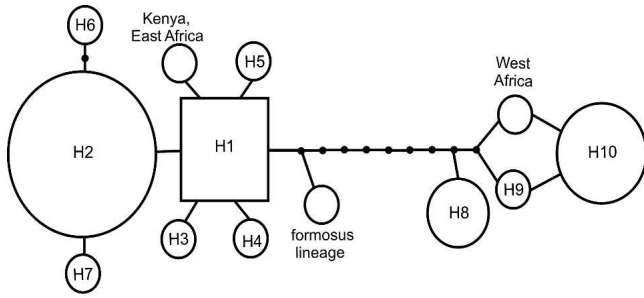 H6
Kenya,
East Africa
H5
West
Africa
H2
H1
H10
H9
H8
H3
H4
formosus
lineage
H7